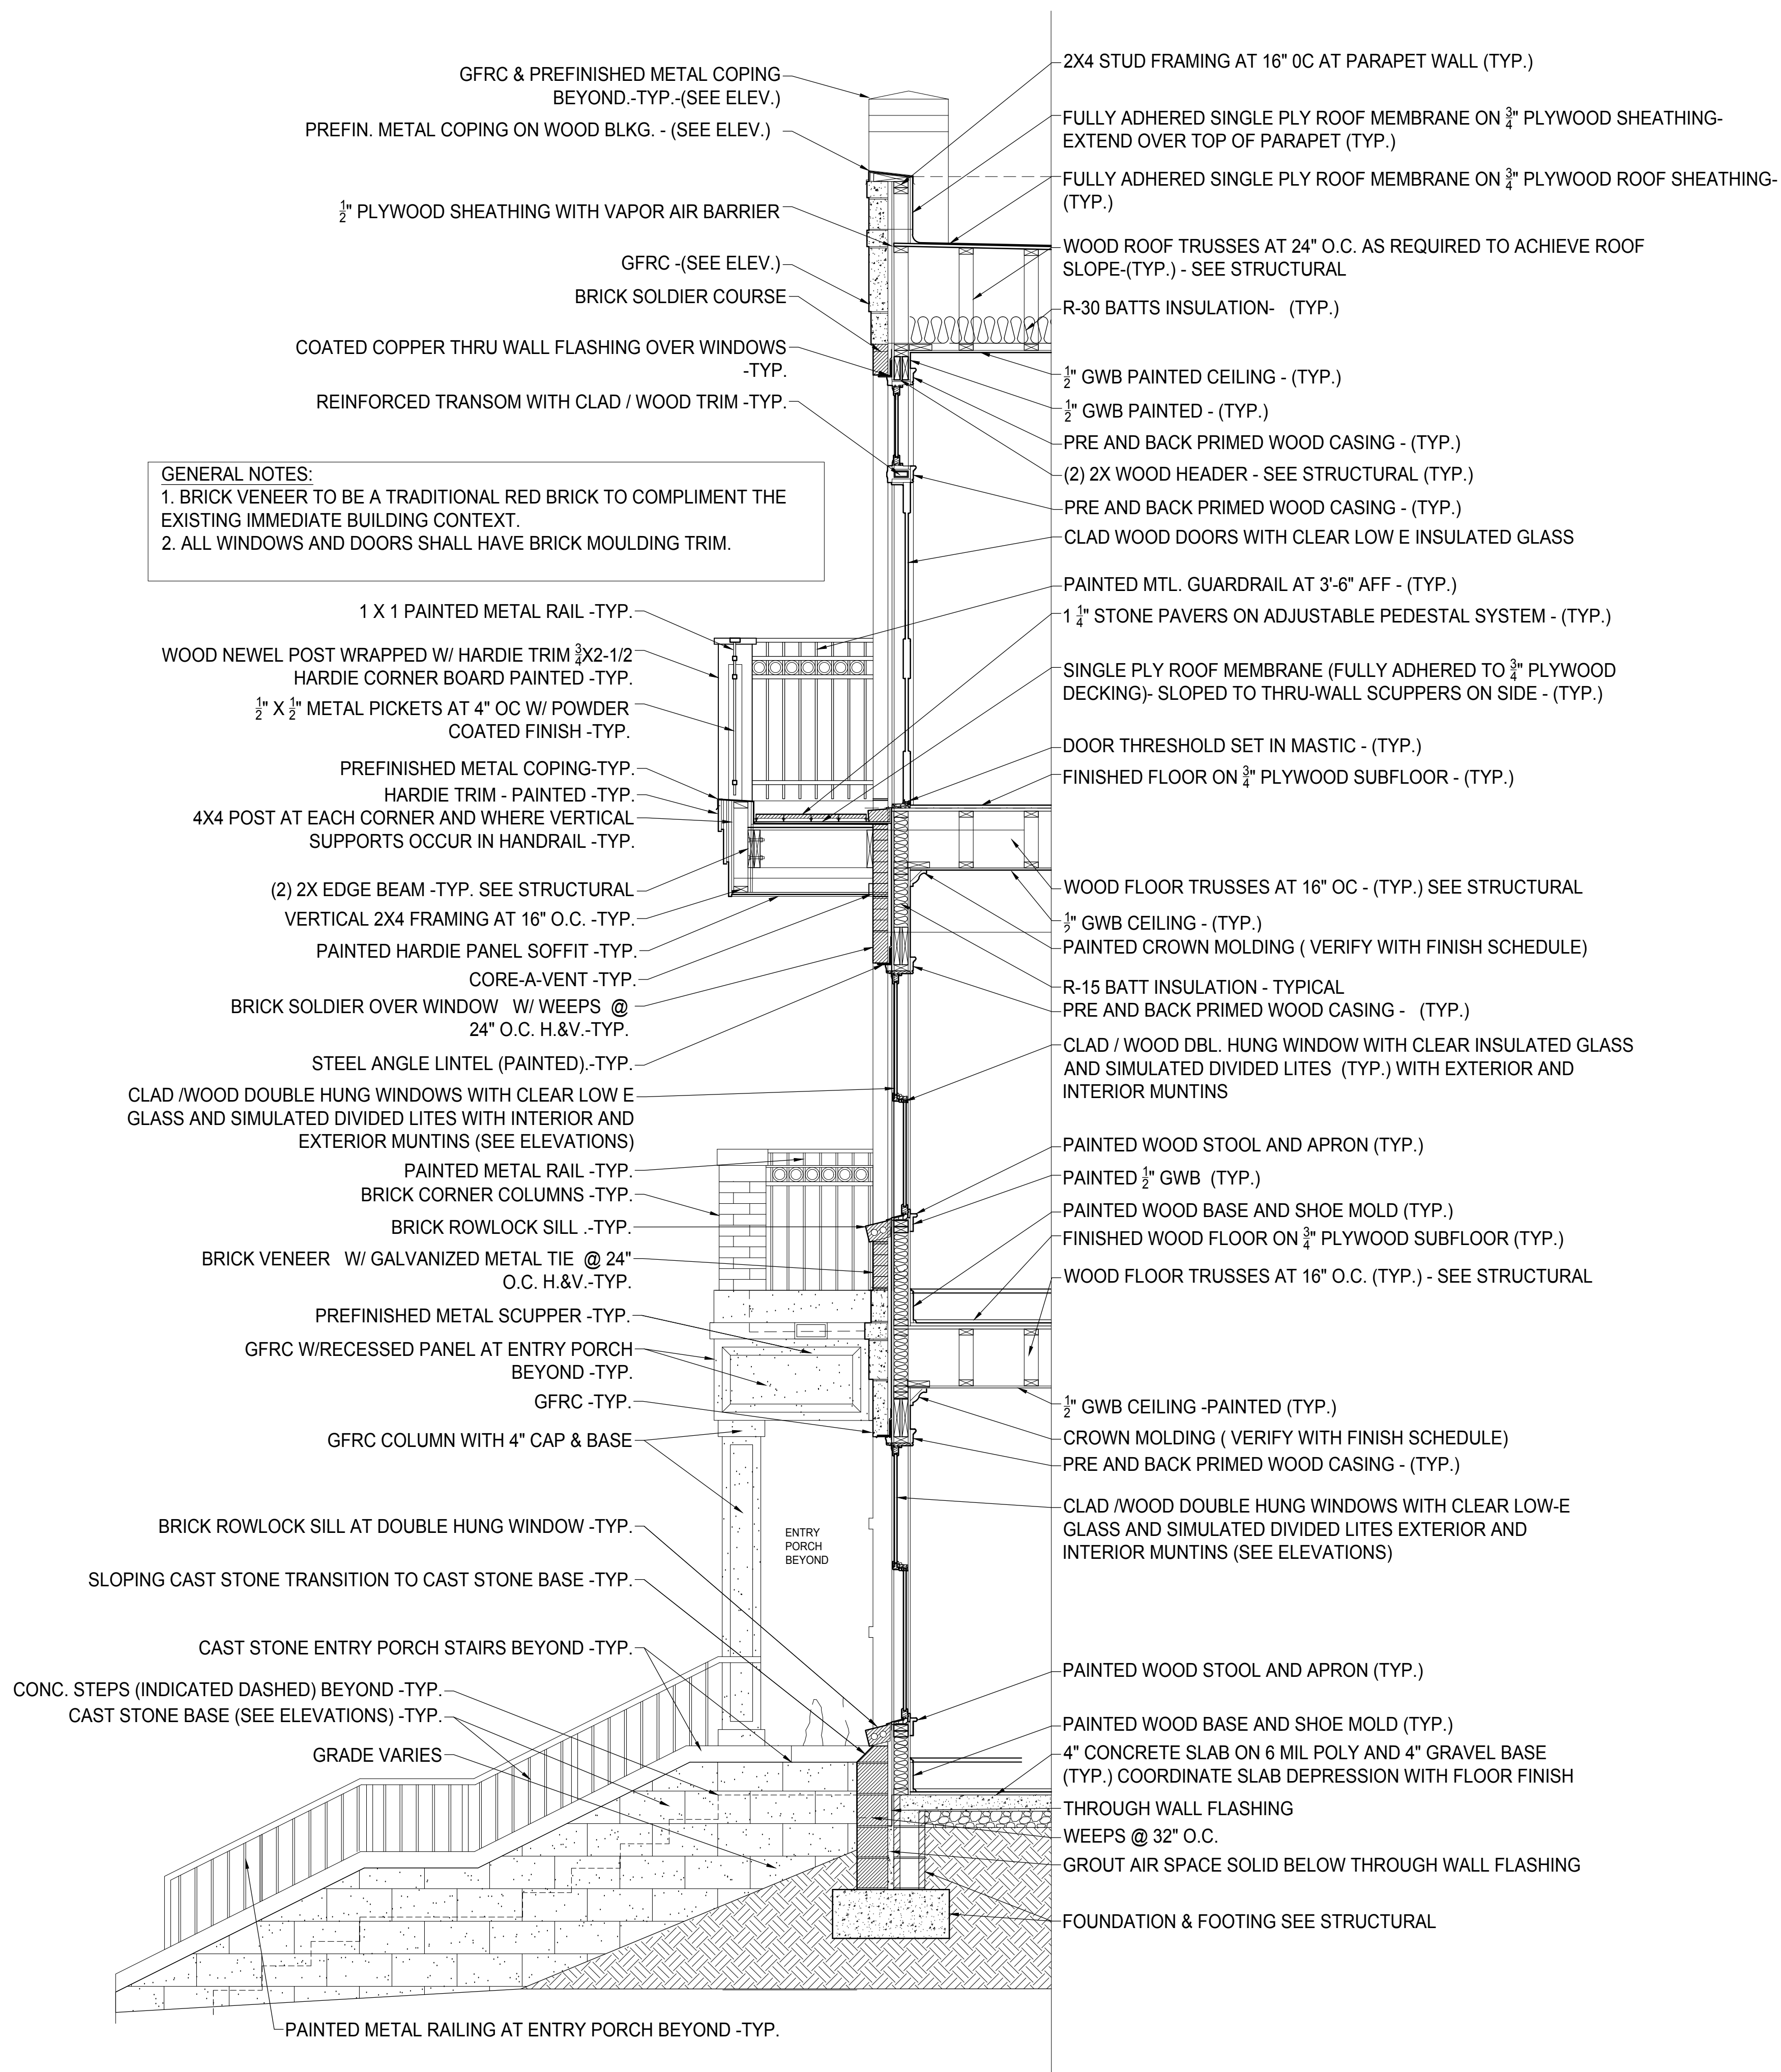 GFRC & PREFINISHED METAL COPING
BEYOND.-TYP.-(SEE ELEV.)
PREFIN. METAL COPING ON WOOD BLKG. - (SEE ELEV.)
1/2" PLYWOOD SHEATHING WITH VAPOR AIR BARRIER
GFRC -(SEE ELEV.)
BRICK SOLDIER COURSE
COATED COPPER THRU WALL FLASHING OVER WINDOWS
-TYP.
REINFORCED TRANSOM WITH CLAD / WOOD TRIM -TYP.
GENERAL NOTES:
1. BRICK VENEER TO BE A TRADITIONAL RED BRICK TO COMPLIMENT THE
EXISTING IMMEDIATE BUILDING CONTEXT.
2. ALL WINDOWS AND DOORS SHALL HAVE BRICK MOULDING TRIM.
1 X 1 PAINTED METAL RAIL -TYP.
WOOD NEWEL POST WRAPPED W/ HARDIE TRIM 3/4X2-1/2
HARDIE CORNER BOARD PAINTED -TYP.
1/2" X 1/2" METAL PICKETS AT 4" OC W/ POWDER
COATED FINISH -TYP.
PREFINISHED METAL COPING-TYP.
HARDIE TRIM - PAINTED -TYP.
4X4 POST AT EACH CORNER AND WHERE VERTICAL
SUPPORTS OCCUR IN HANDRAIL -TYP.
(2) 2X EDGE BEAM -TYP. SEE STRUCTURAL
VERTICAL 2X4 FRAMING AT 16" O.C. -TYP.
PAINTED HARDIE PANEL SOFFIT -TYP.
CORE-A-VENT -TYP.
BRICK SOLDIER OVER WINDOW W/ WEEPS @
24" O.C. H.&V.-TYP.
STEEL ANGLE LINTEL (PAINTED).-TYP.
CLAD /WOOD DOUBLE HUNG WINDOWS WITH CLEAR LOW E
GLASS AND SIMULATED DIVIDED LITES WITH INTERIOR AND
EXTERIOR MUNTINS (SEE ELEVATIONS)
PAINTED METAL RAIL -TYP.
BRICK CORNER COLUMNS -TYP.
BRICK ROWLOCK SILL .-TYP.
BRICK VENEER W/ GALVANIZED METAL TIE @ 24"
O.C. H.&V.-TYP.
PREFINISHED METAL SCUPPER -TYP.
GFRC W/RECESSED PANEL AT ENTRY PORCH
BEYOND -TYP.
GFRC -TYP.
GFRC COLUMN WITH 4" CAP & BASE
BRICK ROWLOCK SILL AT DOUBLE HUNG WINDOW -TYP.
SLOPING CAST STONE TRANSITION TO CAST STONE BASE -TYP.
CAST STONE ENTRY PORCH STAIRS BEYOND -TYP.
CONC. STEPS (INDICATED DASHED) BEYOND -TYP.
CAST STONE BASE (SEE ELEVATIONS) -TYP.
GRADE VARIES
PAINTED METAL RAILING AT ENTRY PORCH BEYOND -TYP.
ENTRY
PORCH
BEYOND
2X4 STUD FRAMING AT 16" 0C AT PARAPET WALL (TYP.)
FULLY ADHERED SINGLE PLY ROOF MEMBRANE ON 3/4" PLYWOOD SHEATHING-
EXTEND OVER TOP OF PARAPET (TYP.)
FULLY ADHERED SINGLE PLY ROOF MEMBRANE ON 3/4" PLYWOOD ROOF SHEATHING-
(TYP.)
WOOD ROOF TRUSSES AT 24" O.C. AS REQUIRED TO ACHIEVE ROOF
SLOPE-(TYP.) - SEE STRUCTURAL
R-30 BATTS INSULATION- (TYP.)
1/2" GWB PAINTED CEILING - (TYP.)
1/2" GWB PAINTED - (TYP.)
PRE AND BACK PRIMED WOOD CASING - (TYP.)
(2) 2X WOOD HEADER - SEE STRUCTURAL (TYP.)
PRE AND BACK PRIMED WOOD CASING - (TYP.)
CLAD WOOD DOORS WITH CLEAR LOW E INSULATED GLASS
PAINTED MTL. GUARDRAIL AT 3'-6" AFF - (TYP.)
1 1/4" STONE PAVERS ON ADJUSTABLE PEDESTAL SYSTEM - (TYP.)
SINGLE PLY ROOF MEMBRANE (FULLY ADHERED TO 3/4" PLYWOOD
DECKING)- SLOPED TO THRU-WALL SCUPPERS ON SIDE - (TYP.)
DOOR THRESHOLD SET IN MASTIC - (TYP.)
FINISHED FLOOR ON 3/4" PLYWOOD SUBFLOOR - (TYP.)
WOOD FLOOR TRUSSES AT 16" OC - (TYP.) SEE STRUCTURAL
1/2" GWB CEILING - (TYP.)
PAINTED CROWN MOLDING ( VERIFY WITH FINISH SCHEDULE)
R-15 BATT INSULATION - TYPICAL
PRE AND BACK PRIMED WOOD CASING - (TYP.)
CLAD / WOOD DBL. HUNG WINDOW WITH CLEAR INSULATED GLASS
AND SIMULATED DIVIDED LITES (TYP.) WITH EXTERIOR AND
INTERIOR MUNTINS
PAINTED WOOD STOOL AND APRON (TYP.)
PAINTED 1/2" GWB (TYP.)
PAINTED WOOD BASE AND SHOE MOLD (TYP.)
FINISHED WOOD FLOOR ON 3/4" PLYWOOD SUBFLOOR (TYP.)
WOOD FLOOR TRUSSES AT 16" O.C. (TYP.) - SEE STRUCTURAL
1/2" GWB CEILING -PAINTED (TYP.)
CROWN MOLDING ( VERIFY WITH FINISH SCHEDULE)
PRE AND BACK PRIMED WOOD CASING - (TYP.)
CLAD /WOOD DOUBLE HUNG WINDOWS WITH CLEAR LOW-E
GLASS AND SIMULATED DIVIDED LITES EXTERIOR AND
INTERIOR MUNTINS (SEE ELEVATIONS)
PAINTED WOOD STOOL AND APRON (TYP.)
PAINTED WOOD BASE AND SHOE MOLD (TYP.)
4" CONCRETE SLAB ON 6 MIL POLY AND 4" GRAVEL BASE
(TYP.) COORDINATE SLAB DEPRESSION WITH FLOOR FINISH
THROUGH WALL FLASHING
WEEPS @ 32" O.C.
GROUT AIR SPACE SOLID BELOW THROUGH WALL FLASHING
FOUNDATION & FOOTING SEE STRUCTURAL